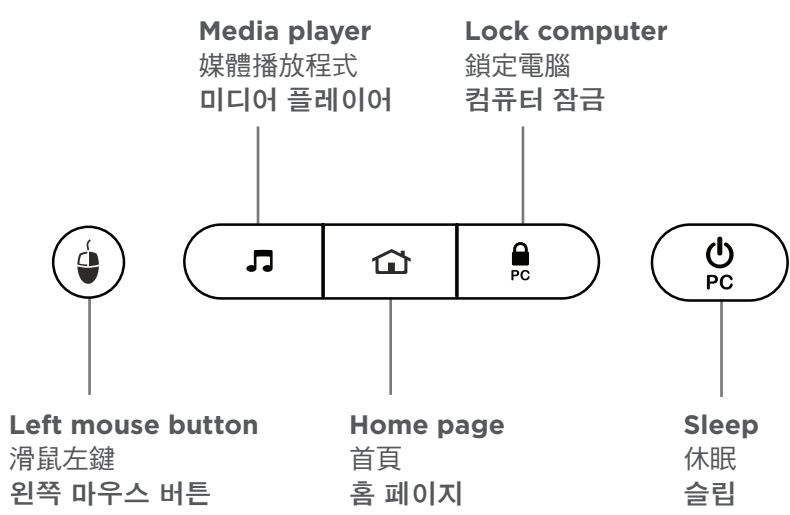 Media player
媒體播放程式
미디어 플레이어
Lock computer
鎖定電腦
컴퓨터 잠금
PC
PC
Left mouse button
滑鼠左鍵
왼쪽 마우스 버튼
Home page
首頁
홈 페이지
Sleep
休眠
슬립